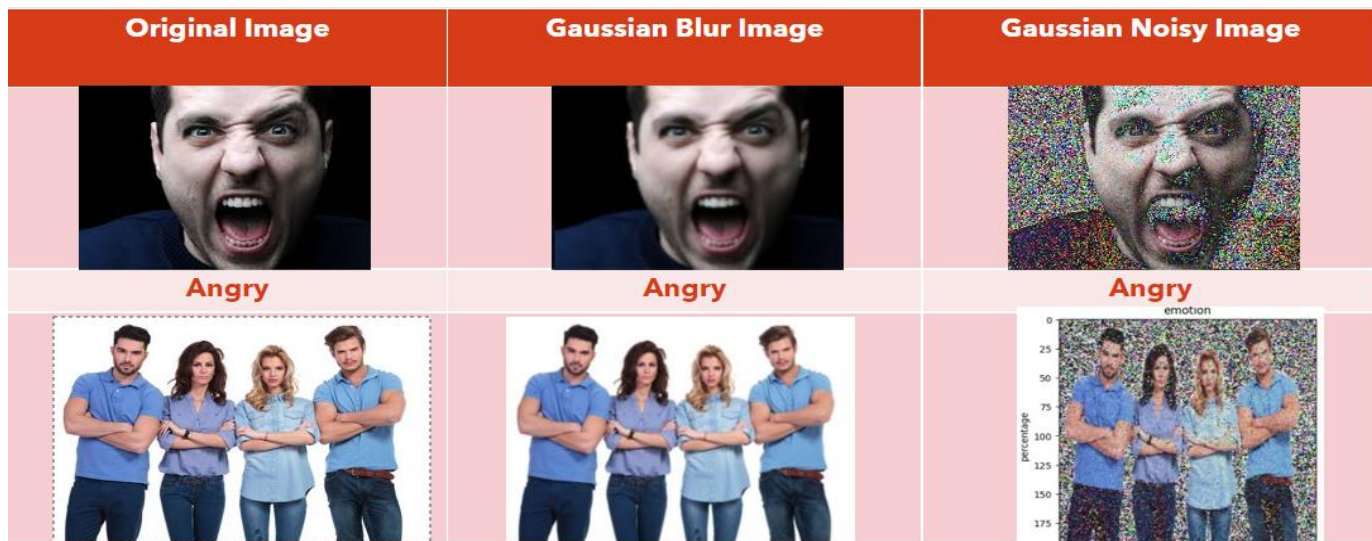 Original Image
Gaussian Blur Image
Gaussian Noisy Image
Angry
Angry
Angry
emotion
0
25
50
75
100
125
150
175
percentage